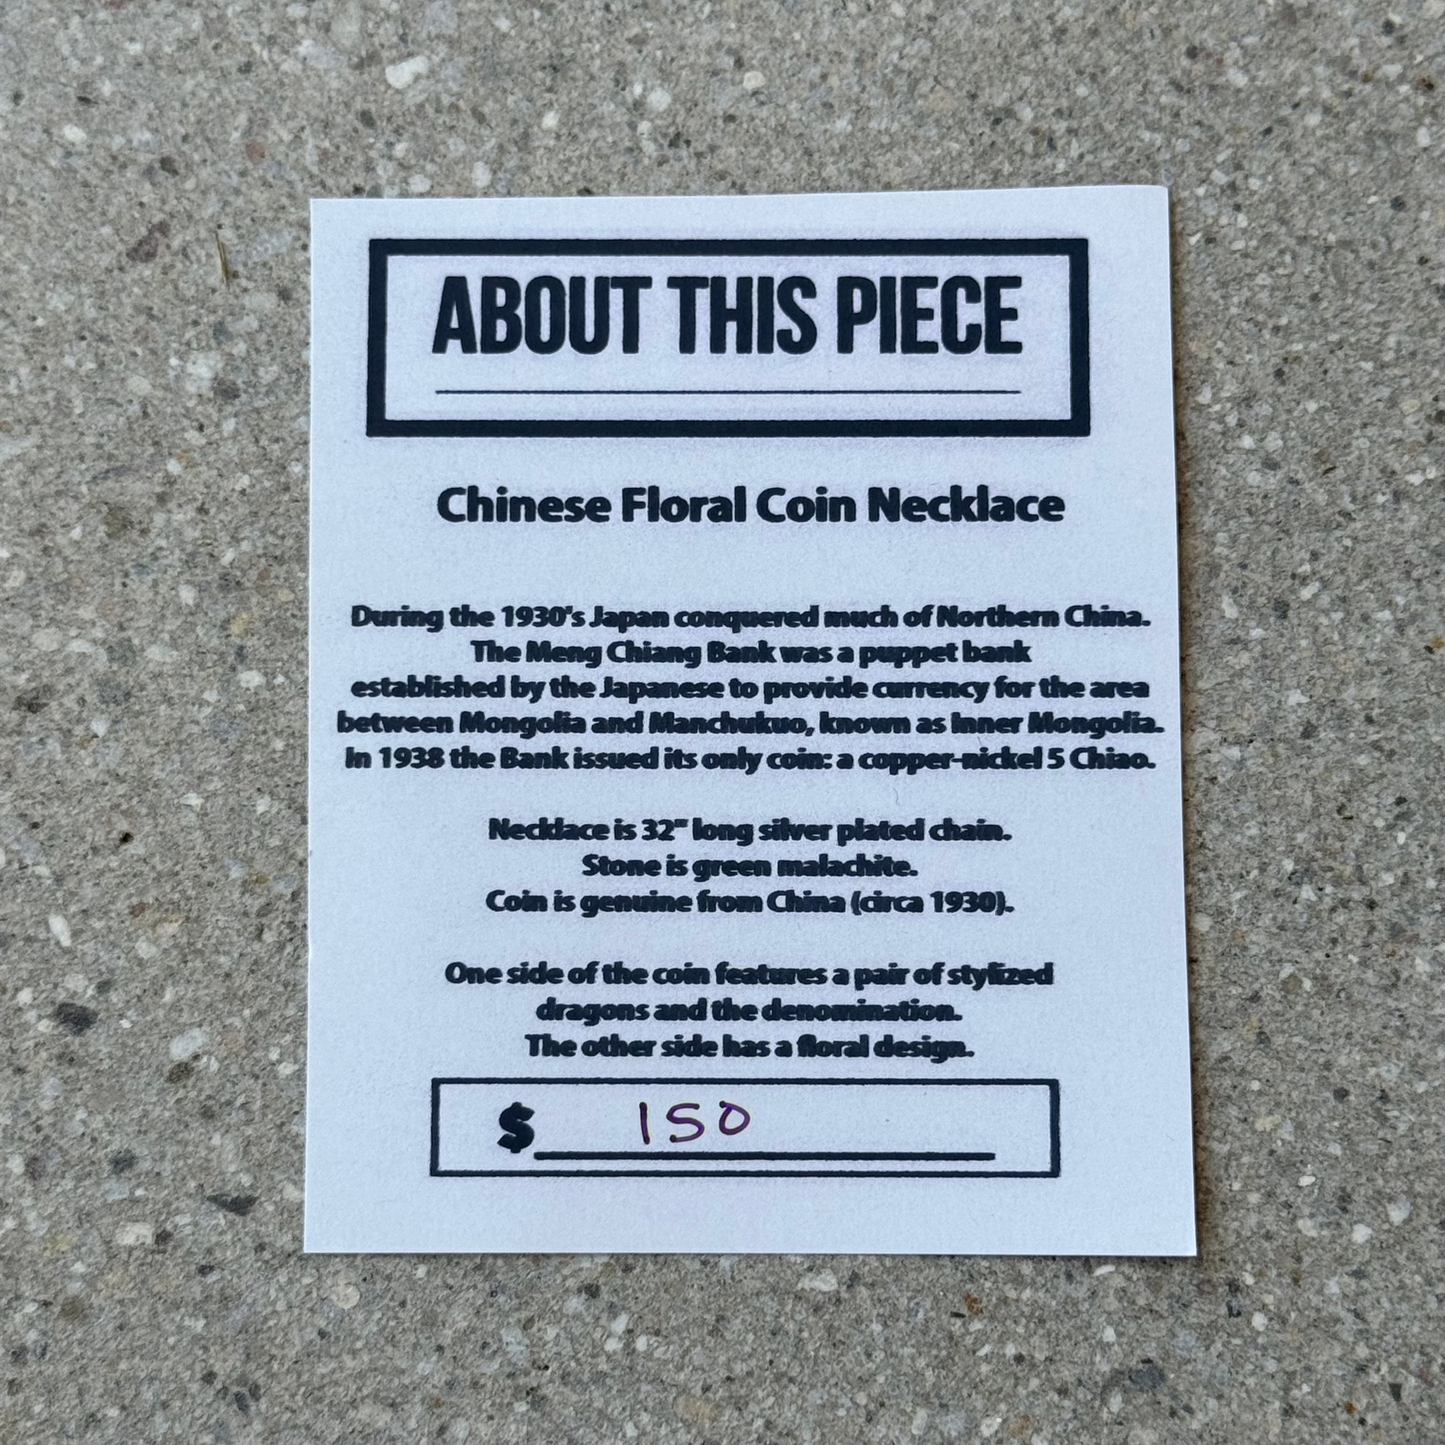 ABOUT THIS PIECE
Chinese Floral Coin Necklace
During the 1930's Japan conquered much of Northern China.
The Meng Chiang Bank was a puppet bank
established by the Japanese to provide currency for the area
between Mongolia and Manchukuo, known as Inner Mongolia.
In 1938 the Bank issued its only coin: a copper-nickel 5 Chiao.
Necklace is 32" long silver plated chain.
Stone is green malachite.
Coin is genuine from China (circa 1930).
One side of the coin features a pair of stylized
dragons and the denomination.
The other side has a floral design.
$ 150